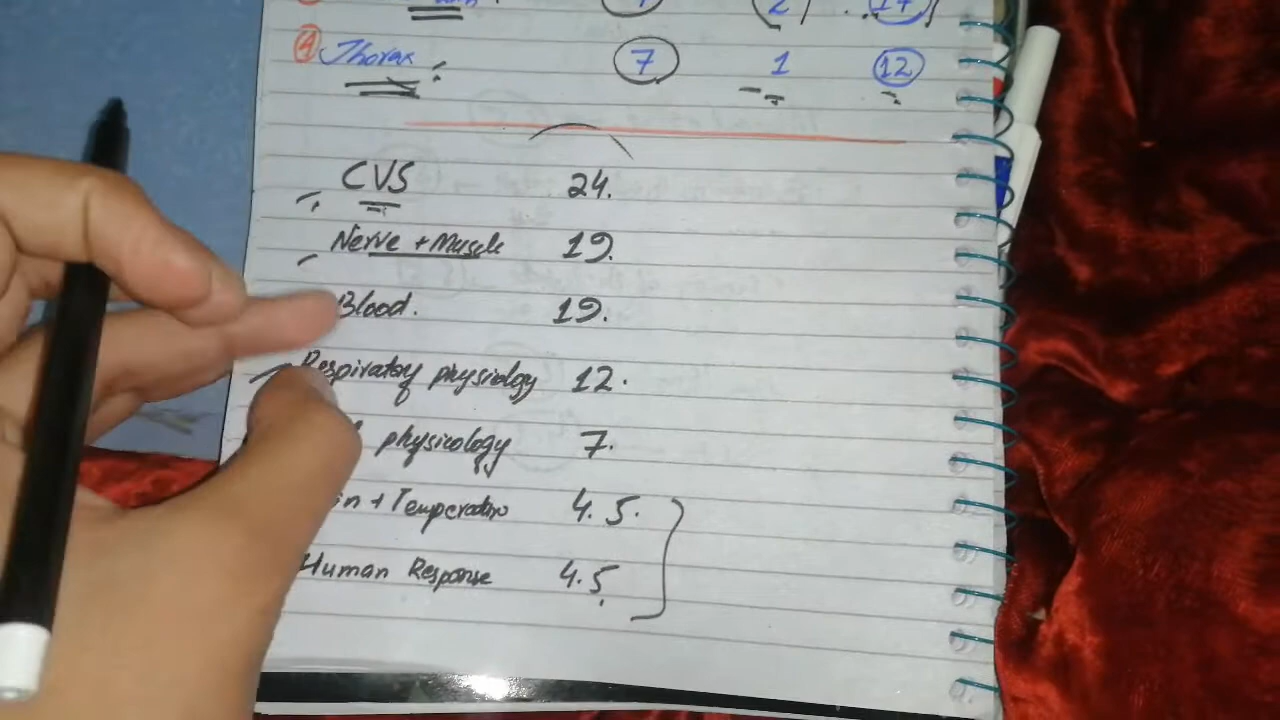 ④ Thorax : 7 1 12
CVS 24.
Nerve + Muscle 19.
Blood. 19.
Respiratory physiology 12.
physiology 7.
+ Temperature 4.5.
Human Response 4.5